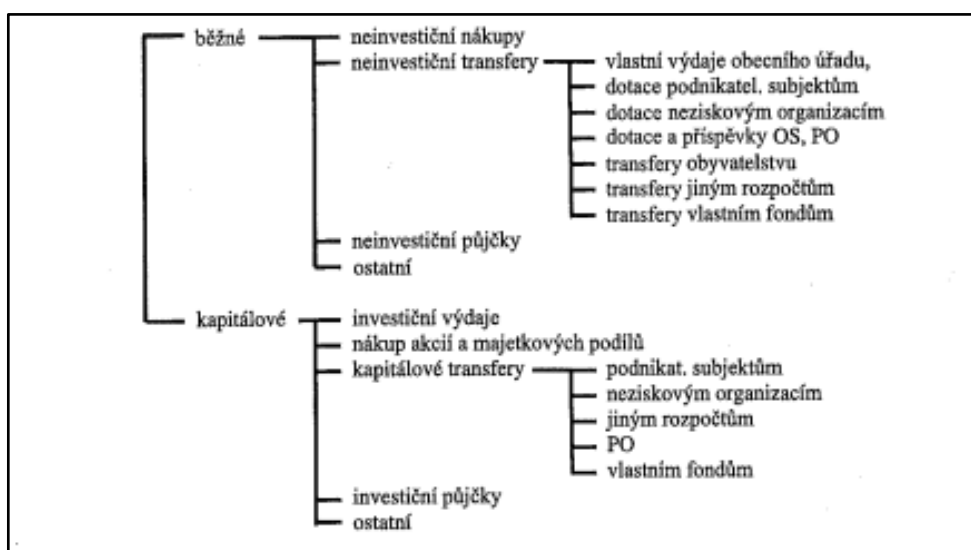 běžné
neinvestiční nákupy
neinvestiční transfery
vlastní výdaje obecního úřadu,
dotace podnikatel. subjektům
dotace neziskovým organizacím
dotace a příspěvky OS, PO
transfery obyvatelstvu
transfery jiným rozpočtům
transfery vlastním fondům
neinvestiční půjčky
ostatní
kapitálové
investiční výdaje
nákup akcií a majetkových podílů
kapitálové transfery
podnikat. subjektům
neziskovým organizacím
jiným rozpočtům
PO
vlastním fondům
investiční půjčky
ostatní